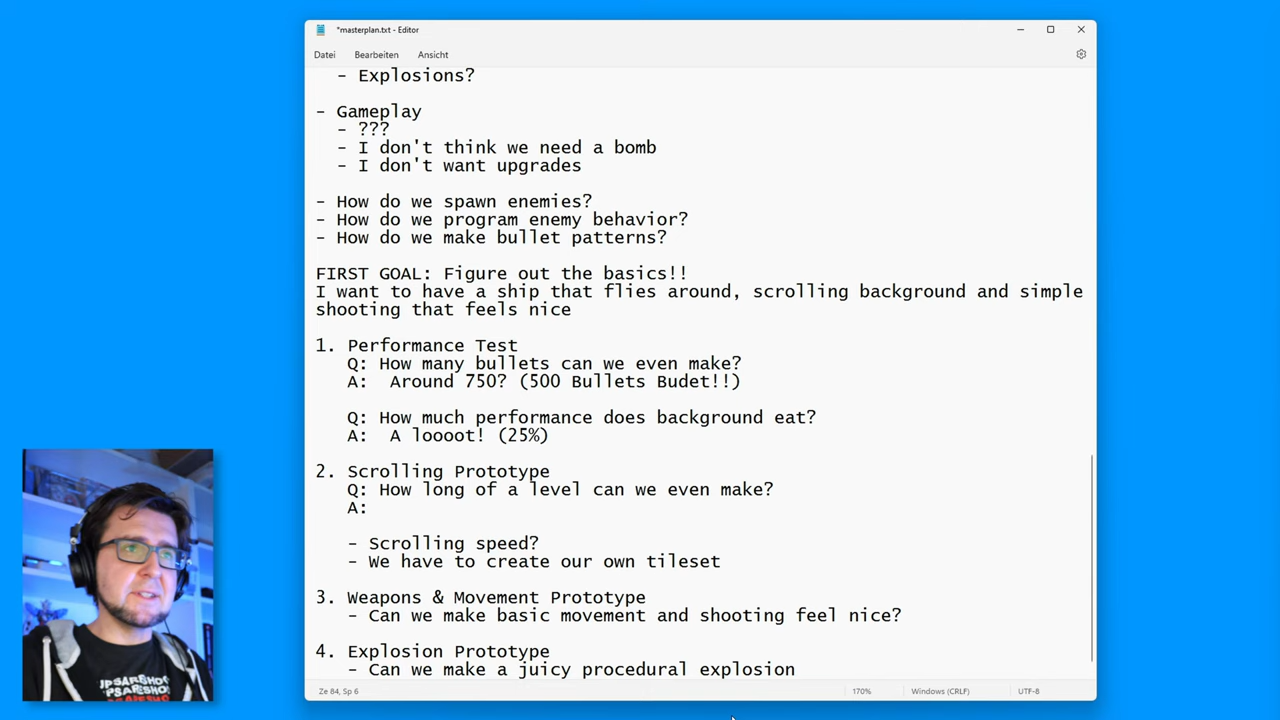 *masterplan.txt - Editor
Datei Bearbeiten Ansicht
- Explosions?
- Gameplay
- ???
- I don't think we need a bomb
- I don't want upgrades
- How do we spawn enemies?
- How do we program enemy behavior?
- How do we make bullet patterns?
FIRST GOAL: Figure out the basics!!
I want to have a ship that flies around, scrolling background and simple
shooting that feels nice
1. Performance Test
Q: How many bullets can we even make?
A: Around 750? (500 Bullets Budet!!)
Q: How much performance does background eat?
A: A loooot! (25%)
2. Scrolling Prototype
Q: How long of a level can we even make?
A:
- Scrolling speed?
- We have to create our own tileset
3. Weapons & Movement Prototype
- Can we make basic movement and shooting feel nice?
4. Explosion Prototype
- Can we make a juicy procedural explosion
Ze 84, Sp 6 170% Windows (CRLF) UTF-8